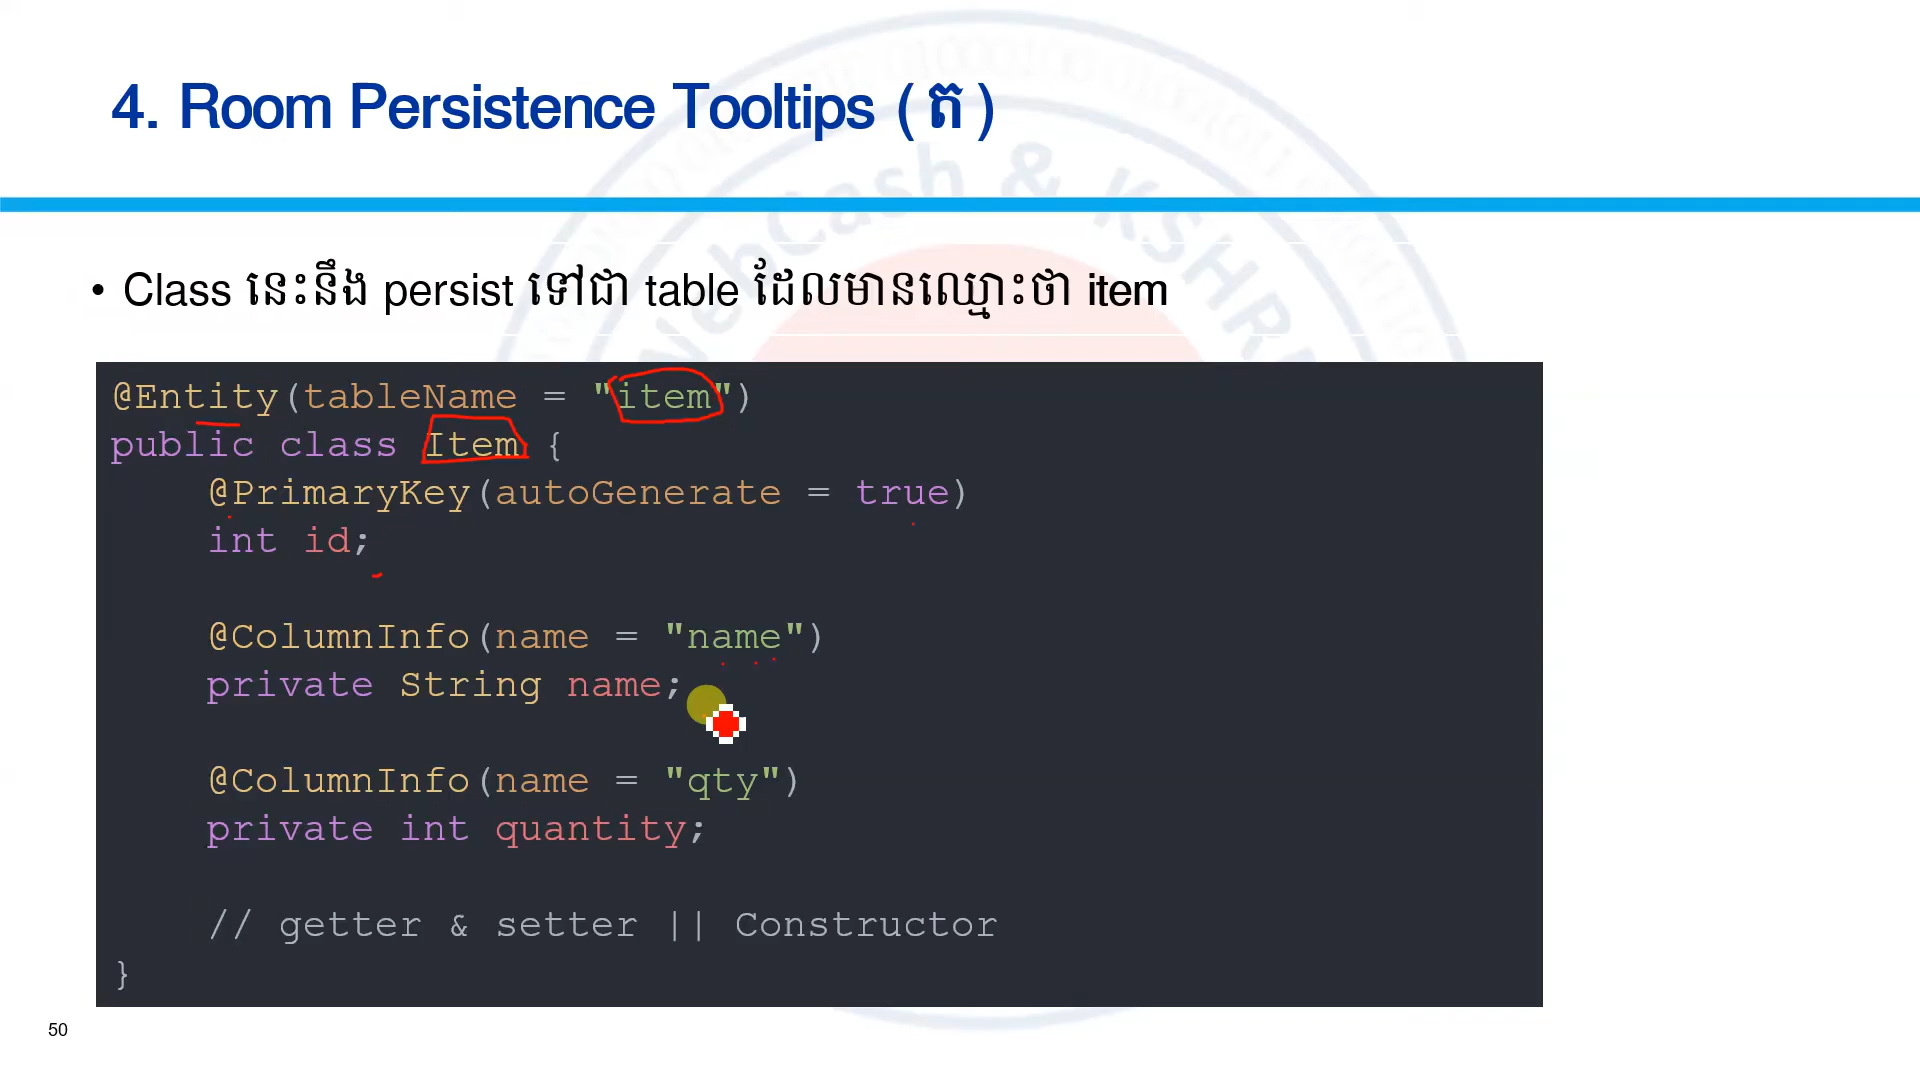 4. Room Persistence Tooltips (ត)
• Class នេះនឹង persist ទៅជា table ដែលមានឈ្មោះថា item
@Entity(tableName = "item")
public class Item {
    @PrimaryKey(autoGenerate = true)
    int id;
    @ColumnInfo(name = "name")
    private String name;
    @ColumnInfo(name = "qty")
    private int quantity;
    // getter & setter || Constructor
}
50
WebCash & KSHR